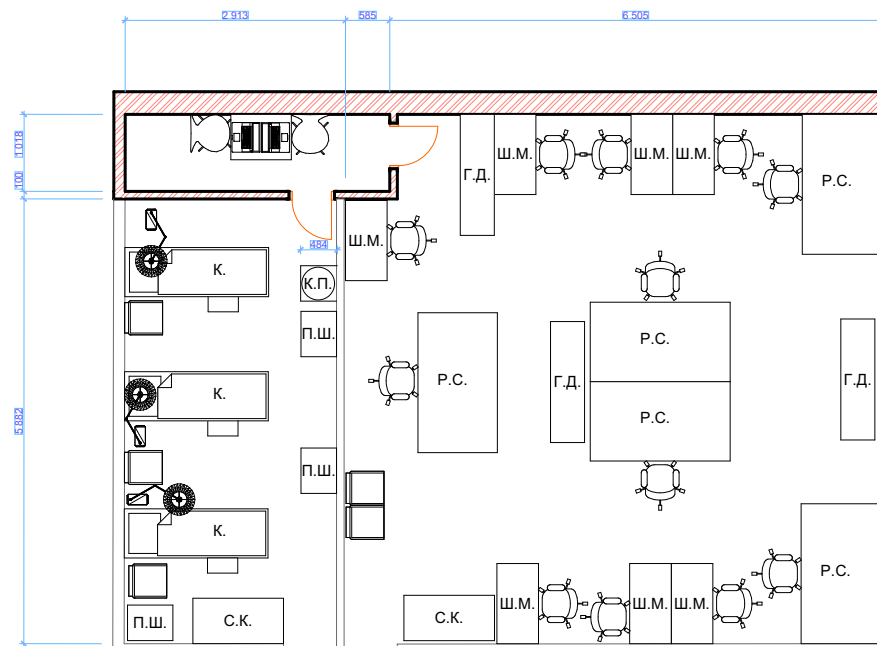 2 913
585
6 505
1 018
100
5 882
484
Г.Д.
Ш.М.
Ш.М.
Ш.М.
Р.С.
Ш.М.
К.
К.П.
П.Ш.
Р.С.
Г.Д.
Р.С.
Г.Д.
К.
Р.С.
П.Ш.
К.
Р.С.
П.Ш.
С.К.
С.К.
Ш.М.
Ш.М.
Ш.М.